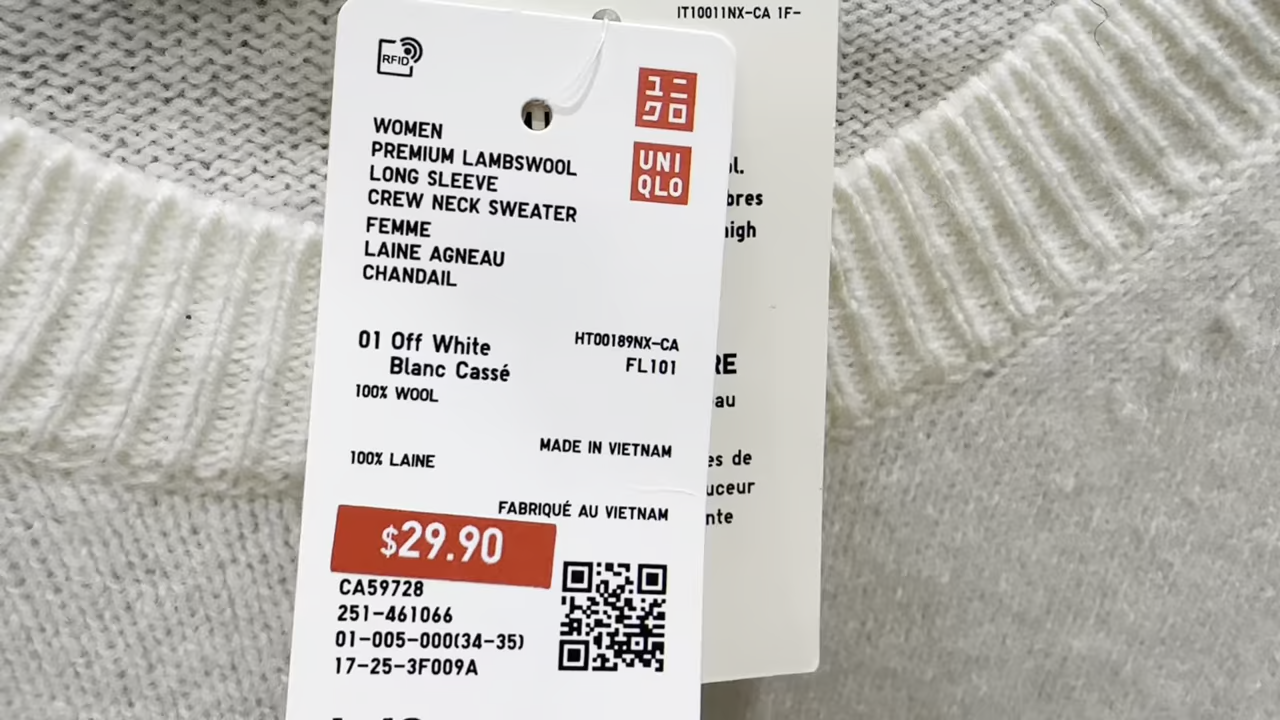 IT10011NX-CA 1F-
RFID
ユニ
クロ
UNI
QLO
WOMEN
PREMIUM LAMBSWOOL
LONG SLEEVE
CREW NECK SWEATER
FEMME
LAINE AGNEAU
CHANDAIL
01 Off White
Blanc Cassé
HT00189NX-CA
FL101
100% WOOL
MADE IN VIETNAM
100% LAINE
FABRIQUÉ AU VIETNAM
$29.90
CA59728
251-461066
01-005-000(34-35)
17-25-3F009A
au
de